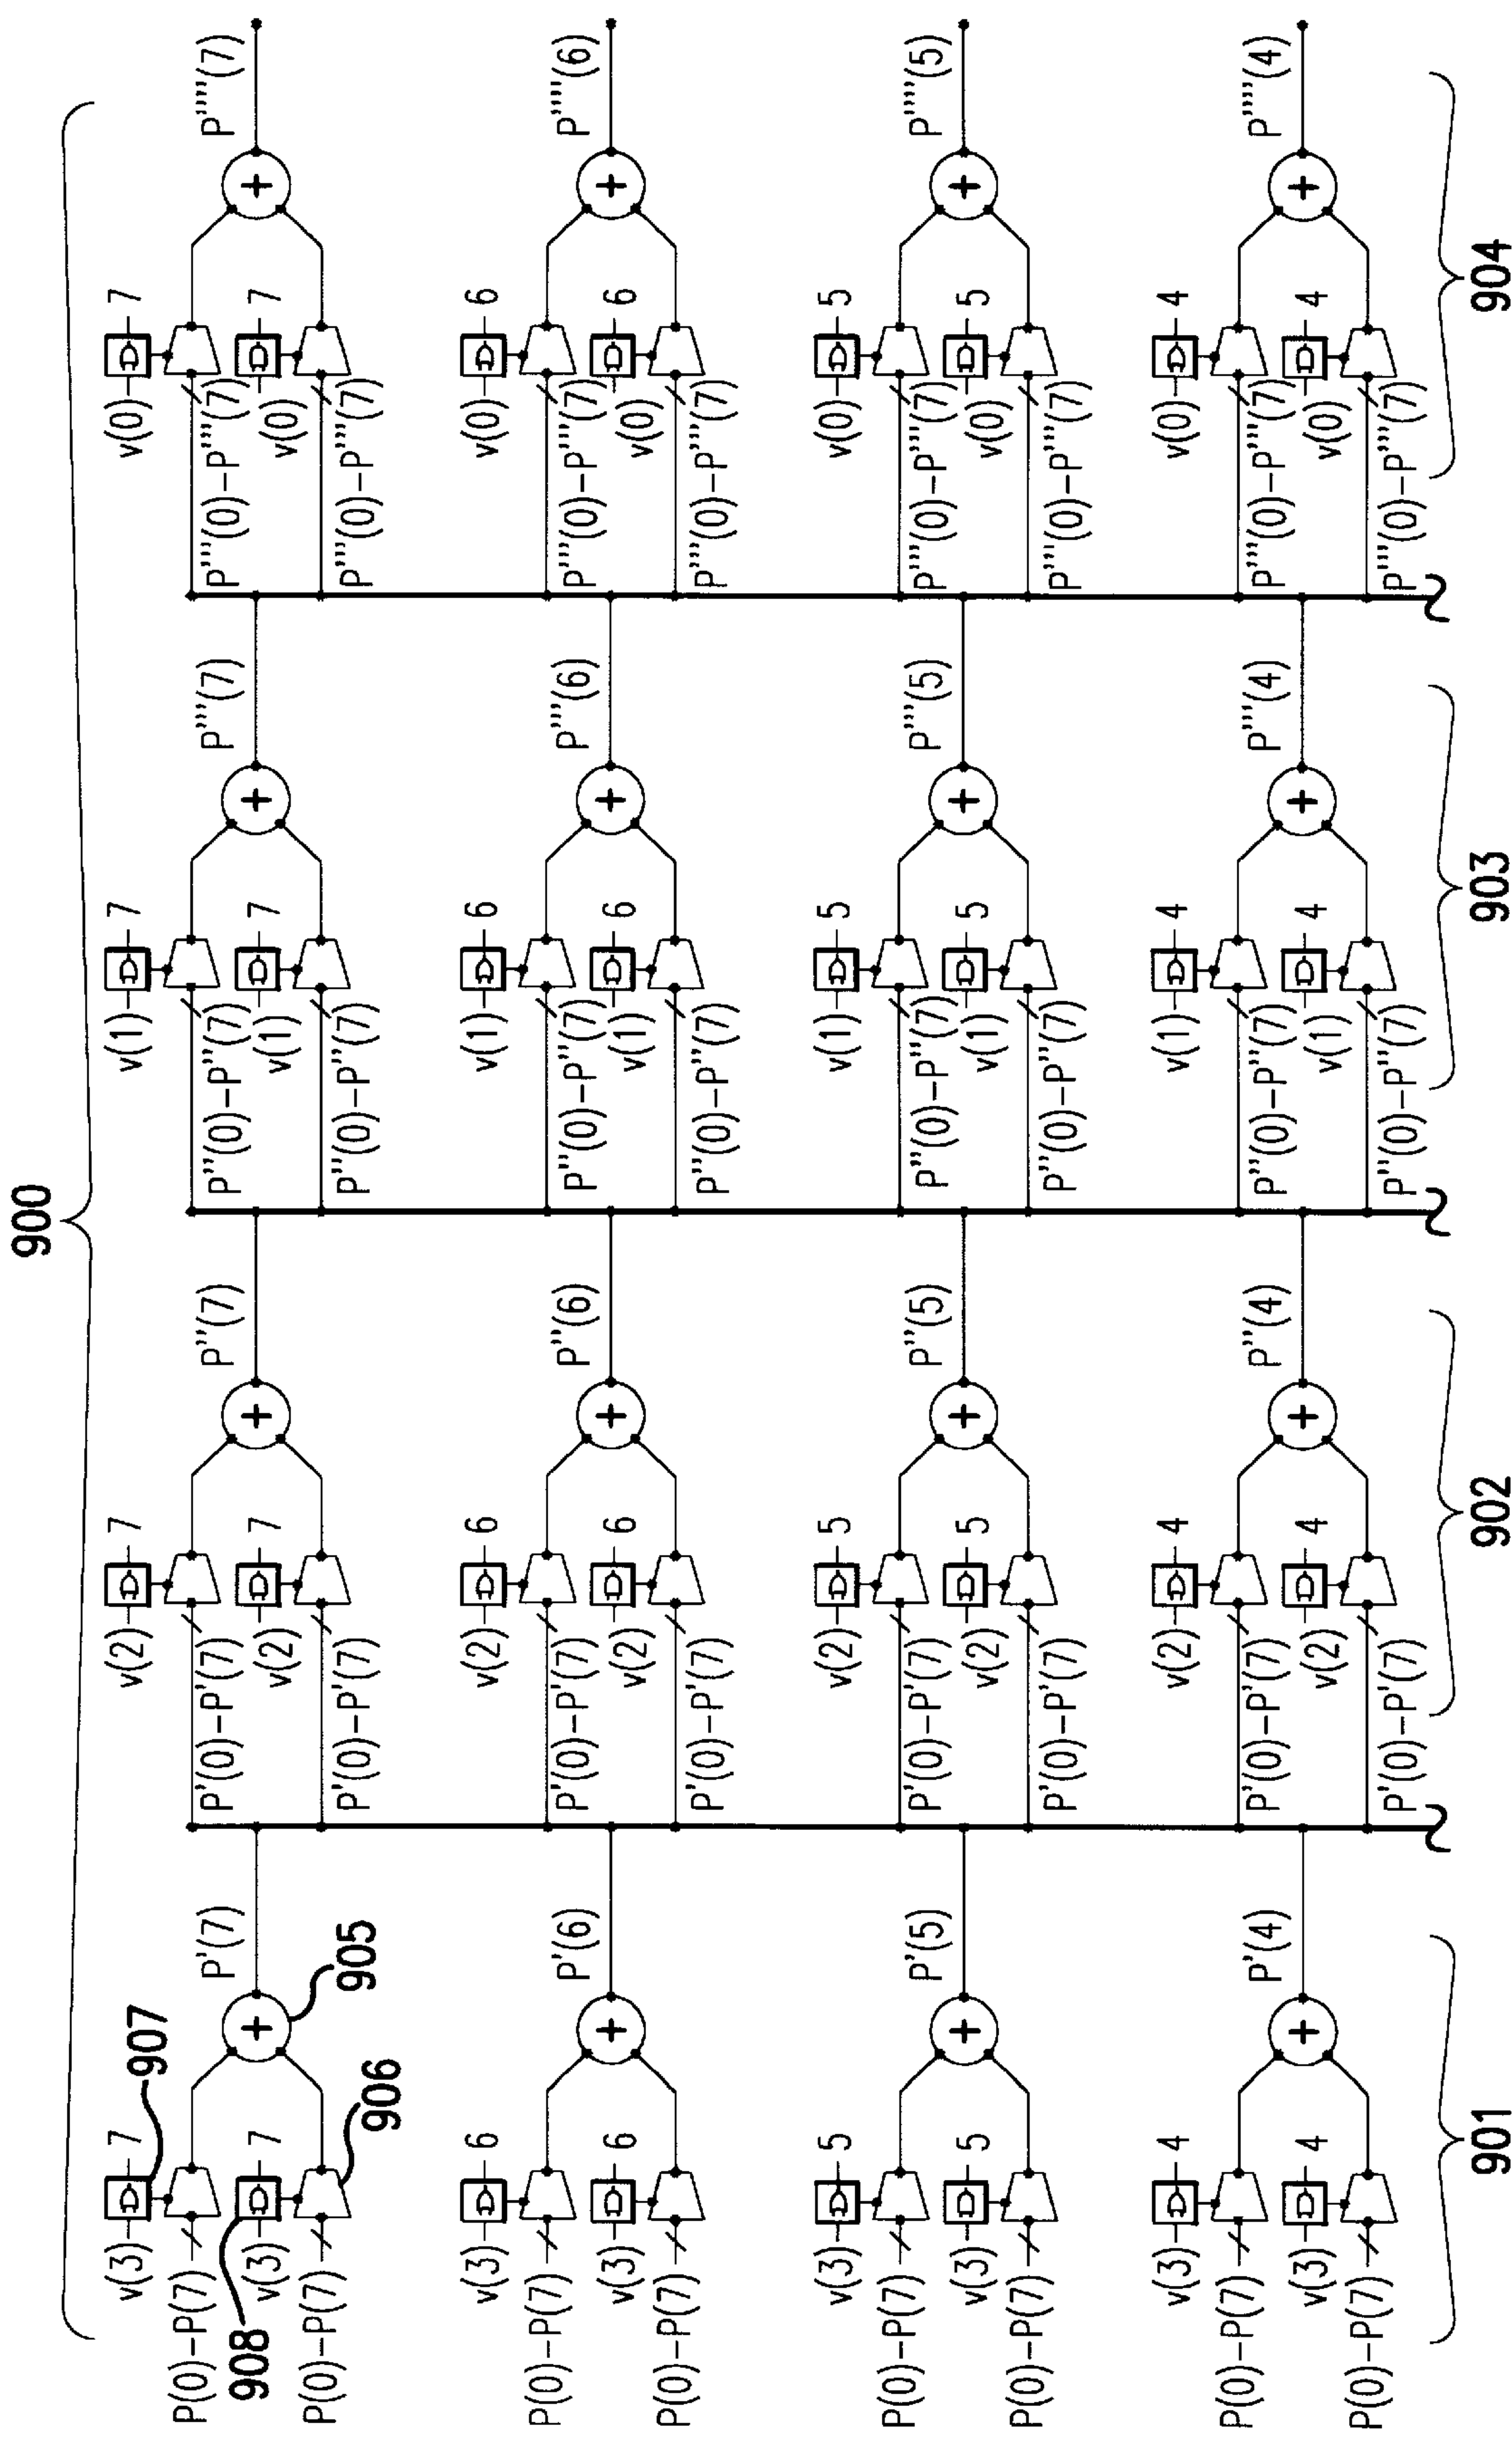 900
v(3) 7 907 v(2) 7 v(1) 7 v(0) 7
P(0)–P(7) P'(7) P'(0)–P'(7) P''(7) P''(0)–P''(7) P'''(7) P'''(0)–P'''(7) P''''(7)
908 v(3) 7 + v(2) 7 + v(1) 7 + v(0) 7 +
P(0)–P(7) 906 905 P'(0)–P'(7) P''(0)–P''(7) P'''(0)–P'''(7)
v(3) 6 v(2) 6 v(1) 6 v(0) 6
P(0)–P(7) P'(6) P'(0)–P'(7) P''(6) P''(0)–P''(7) P'''(6) P'''(0)–P'''(7) P''''(6)
v(3) 6 + v(2) 6 + v(1) 6 + v(0) 6 +
P(0)–P(7) P'(0)–P'(7) P''(0)–P''(7) P'''(0)–P'''(7)
v(3) 5 v(2) 5 v(1) 5 v(0) 5
P(0)–P(7) P'(5) P'(0)–P'(7) P''(5) P''(0)–P''(7) P'''(5) P'''(0)–P'''(7) P''''(5)
v(3) 5 + v(2) 5 + v(1) 5 + v(0) 5 +
P(0)–P(7) P'(0)–P'(7) P''(0)–P''(7) P'''(0)–P'''(7)
v(3) 4 v(2) 4 v(1) 4 v(0) 4
P(0)–P(7) P'(4) P'(0)–P'(7) P''(4) P''(0)–P''(7) P'''(4) P'''(0)–P'''(7) P''''(4)
v(3) 4 + v(2) 4 + v(1) 4 + v(0) 4 +
P(0)–P(7) P'(0)–P'(7) P''(0)–P''(7) P'''(0)–P'''(7)
901 902 903 904